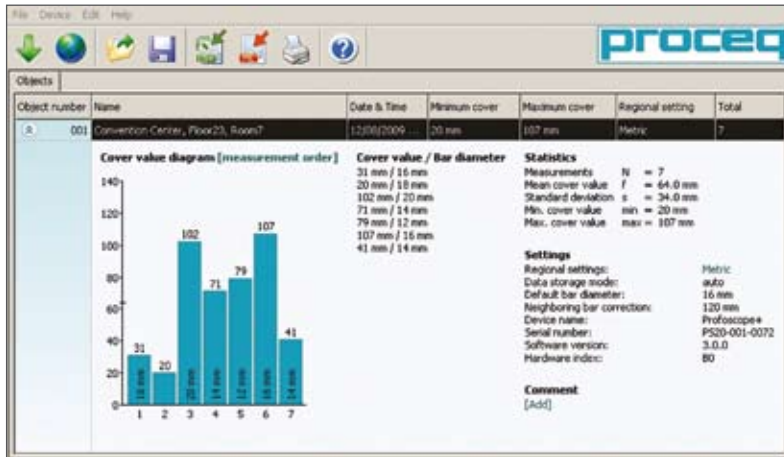 File Device Edit Help
proceq
Objects
Object number Name Date & Time Minimum cover Maximum cover Regional setting Total
001 Convention Center, Floor23, Room7 12/08/2009 ... 20 mm 107 mm Metric 7
Cover value diagram [measurement order]
140
120
100
80
60
40
20
0
31
20
102
71
79
107
41
16 mm
20 mm
14 mm
12 mm
16 mm
14 mm
1 2 3 4 5 6 7
Cover value / Bar diameter
31 mm / 16 mm
20 mm / 18 mm
102 mm / 20 mm
71 mm / 14 mm
79 mm / 12 mm
107 mm / 16 mm
41 mm / 14 mm
Statistics
Measurements N = 7
Mean cover value = 64.0 mm
Standard deviation s = 34.0 mm
Min. cover value min = 20 mm
Max. cover value max = 107 mm
Settings
Regional settings: Metric
Data storage mode: auto
Default bar diameter: 16 mm
Neighboring bar correction: 120 mm
Device name: Profoscope+
Serial number: PS20-001-0072
Software version: 3.0.0
Hardware index: B0
Comment
[Add]